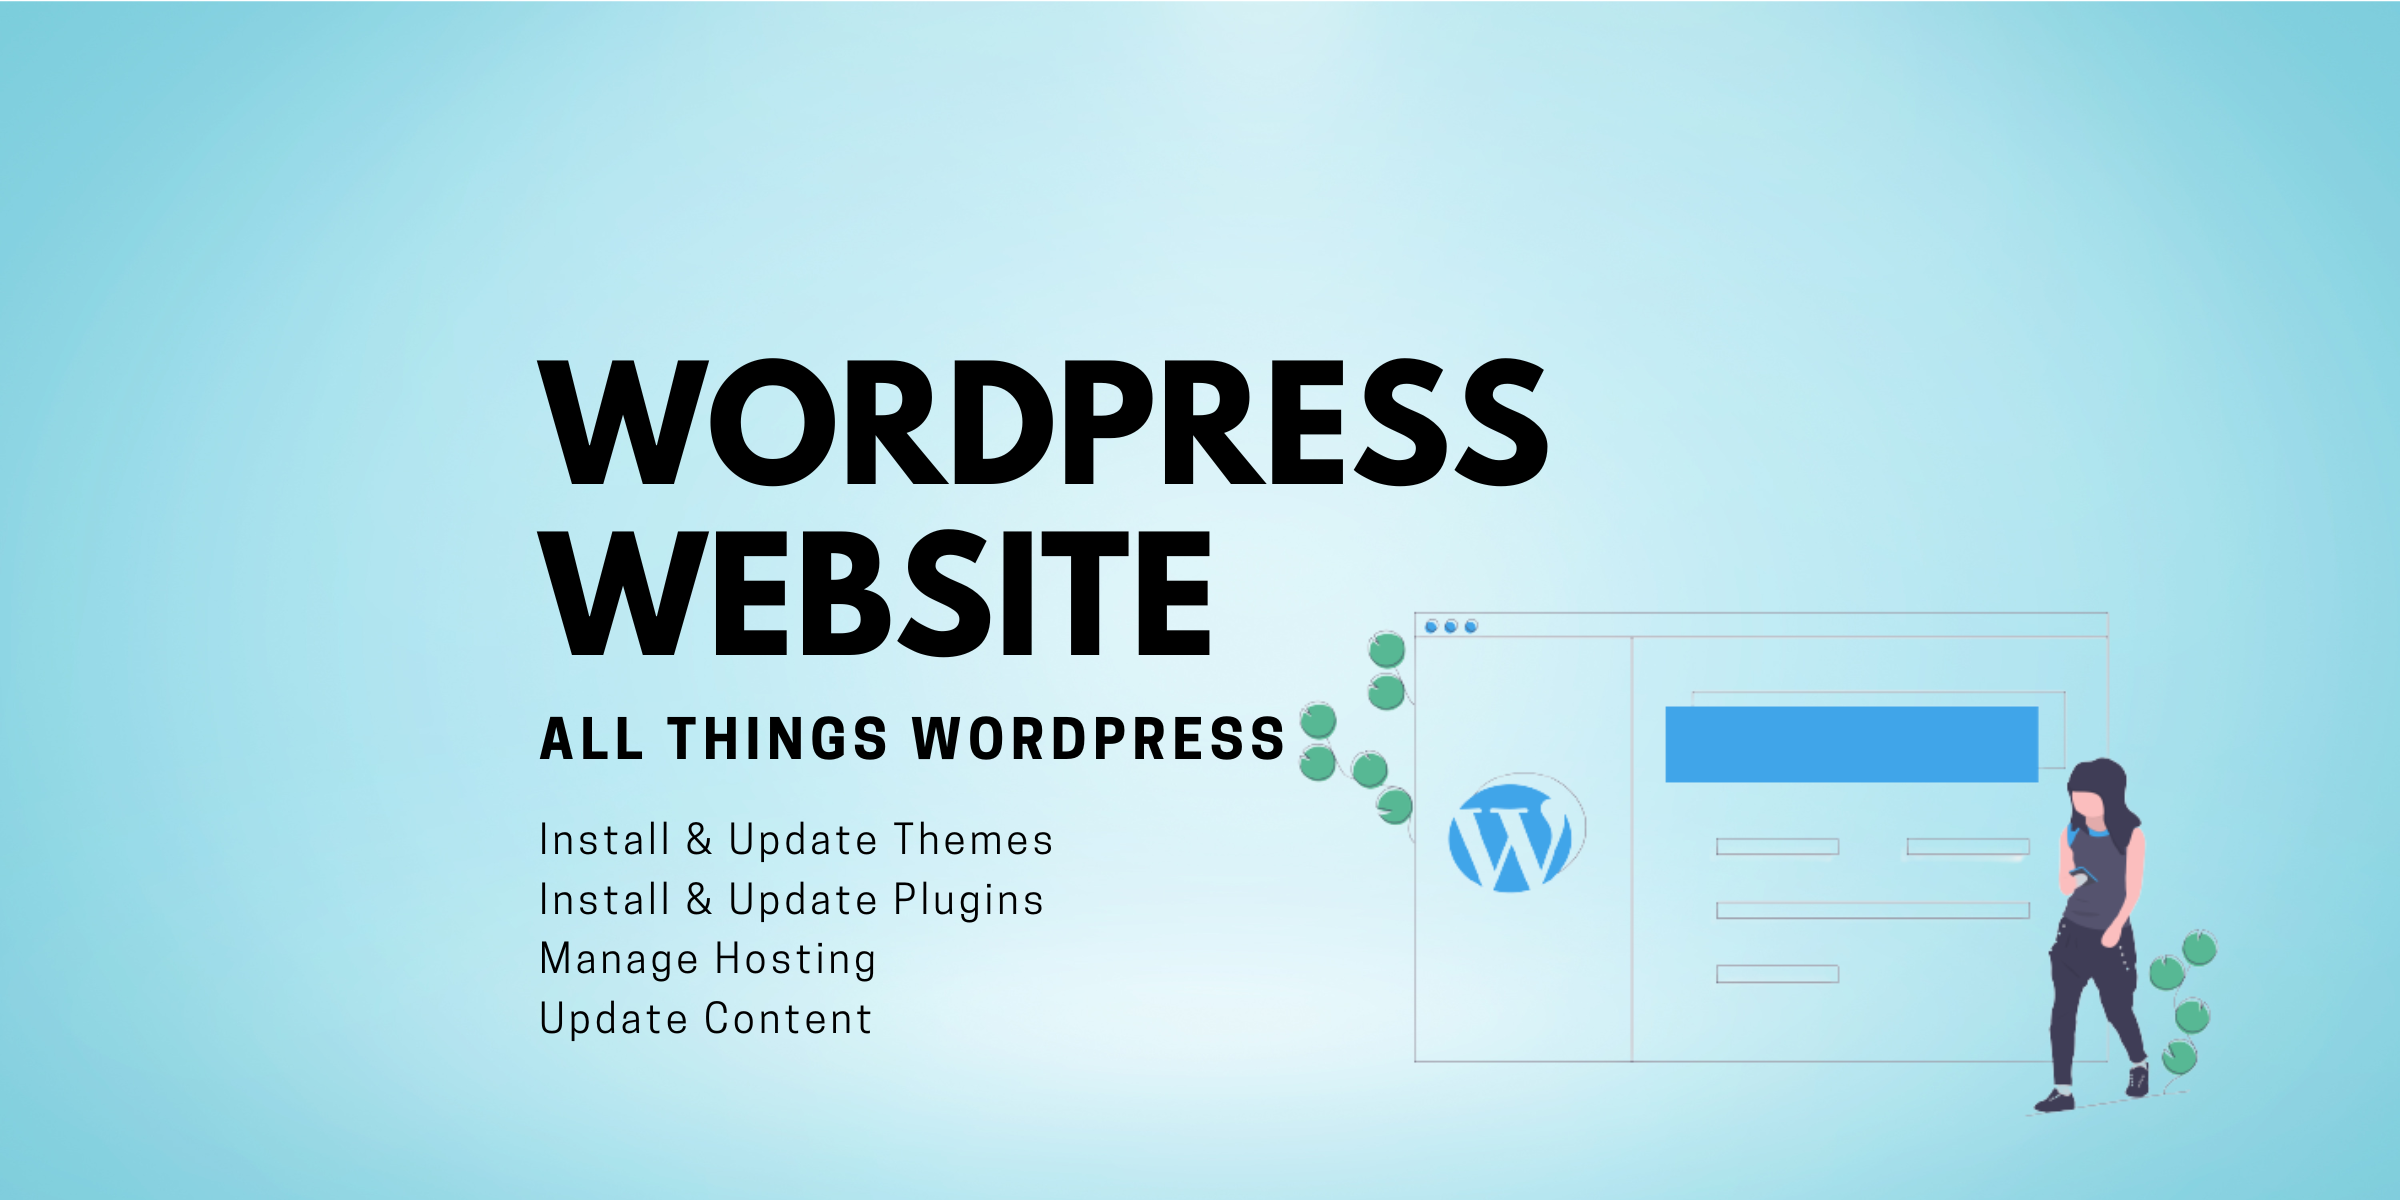 WORDPRESS
WEBSITE
ALL THINGS WORDPRESS
Install & Update Themes
Install & Update Plugins
Manage Hosting
Update Content
W